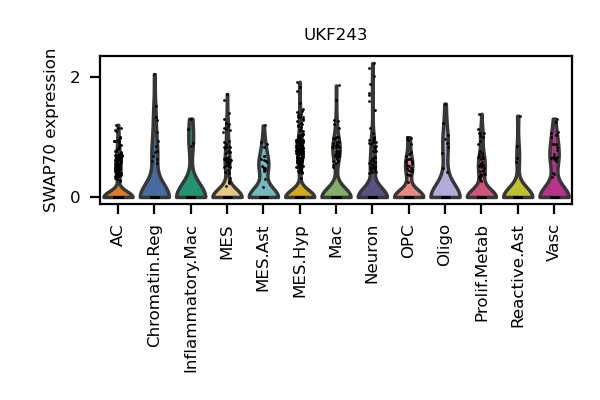 UKF243
SWAP70 expression
2
0
AC
Chromatin.Reg
Inflammatory.Mac
MES
MES.Ast
MES.Hyp
Mac
Neuron
OPC
Oligo
Prolif.Metab
Reactive.Ast
Vasc